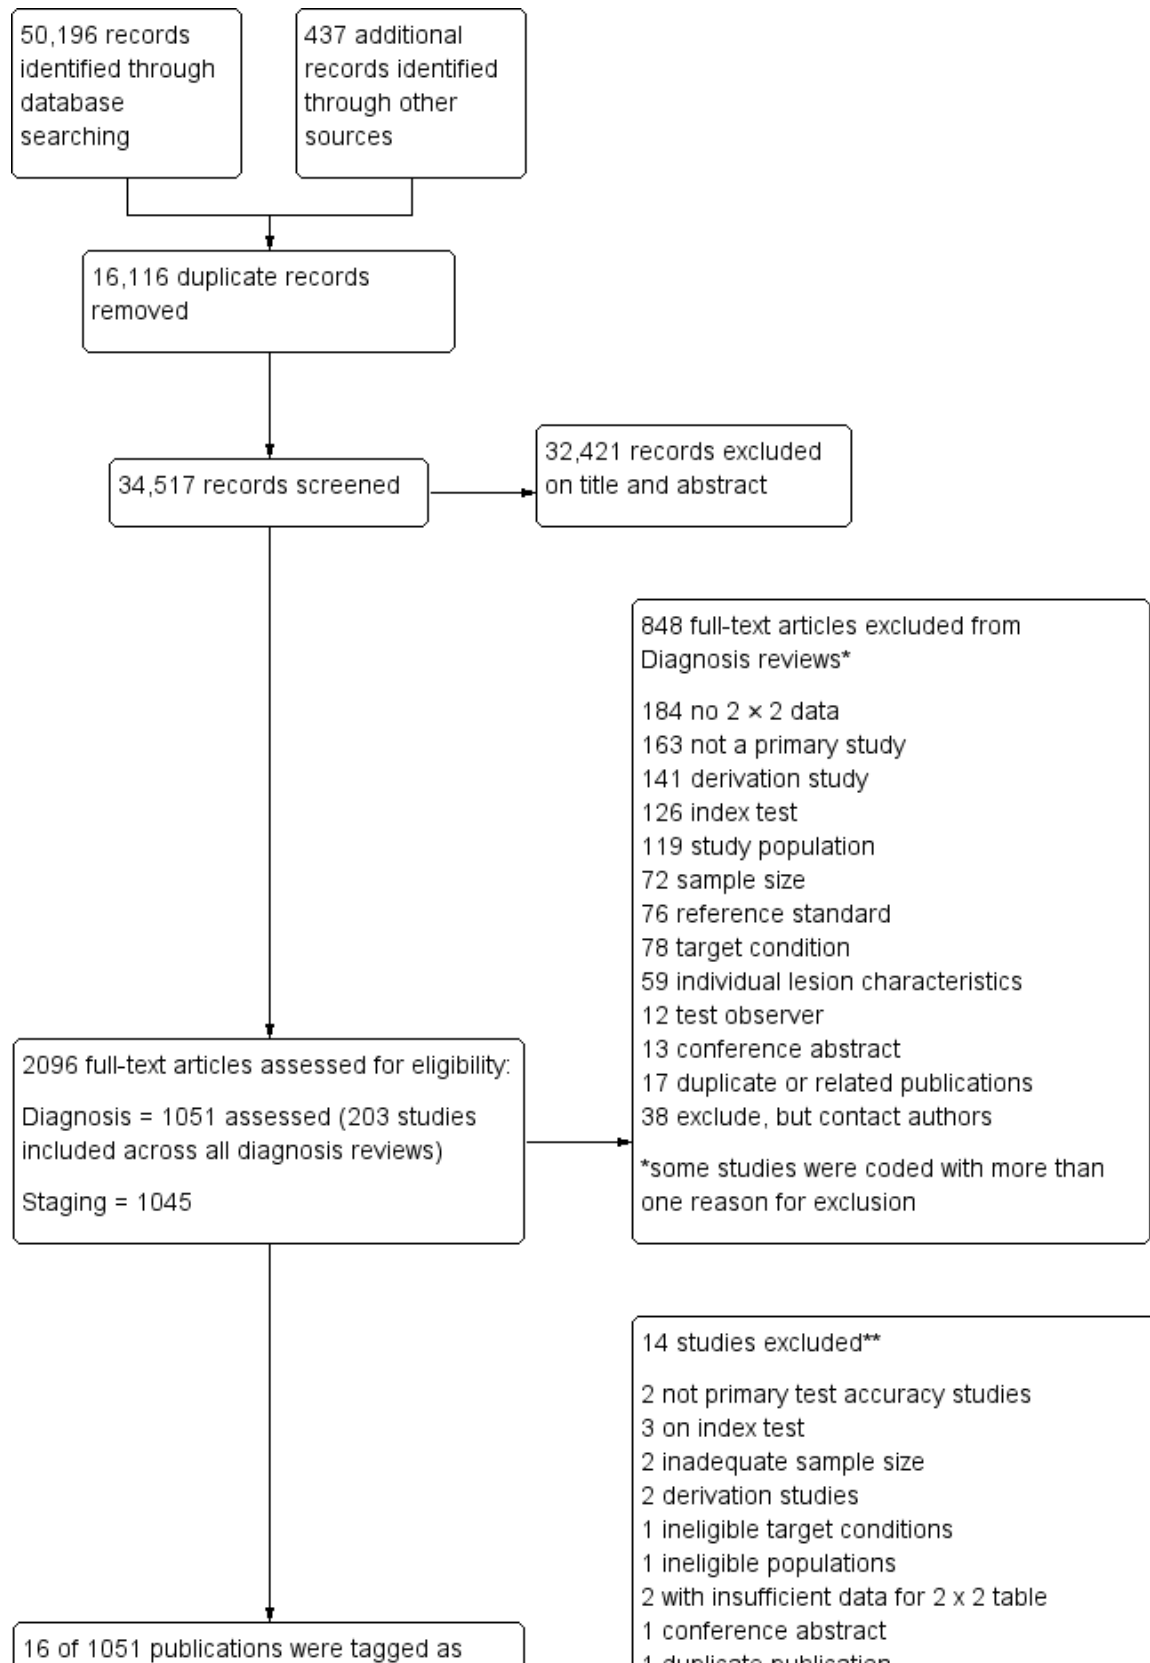 50,196 records
identified through
database
searching
437 additional
records identified
through other
sources
16,116 duplicate records
removed
34,517 records screened
32,421 records excluded
on title and abstract
848 full-text articles excluded from
Diagnosis reviews*
184 no 2 × 2 data
163 not a primary study
141 derivation study
126 index test
119 study population
72 sample size
76 reference standard
78 target condition
59 individual lesion characteristics
12 test observer
13 conference abstract
17 duplicate or related publications
38 exclude, but contact authors
*some studies were coded with more than
one reason for exclusion
2096 full-text articles assessed for eligibility:
Diagnosis = 1051 assessed (203 studies
included across all diagnosis reviews)
Staging = 1045
14 studies excluded**
2 not primary test accuracy studies
3 on index test
2 inadequate sample size
2 derivation studies
1 ineligible target conditions
1 ineligible populations
2 with insufficient data for 2 x 2 table
1 conference abstract
1 duplicate publication
16 of 1051 publications were tagged as